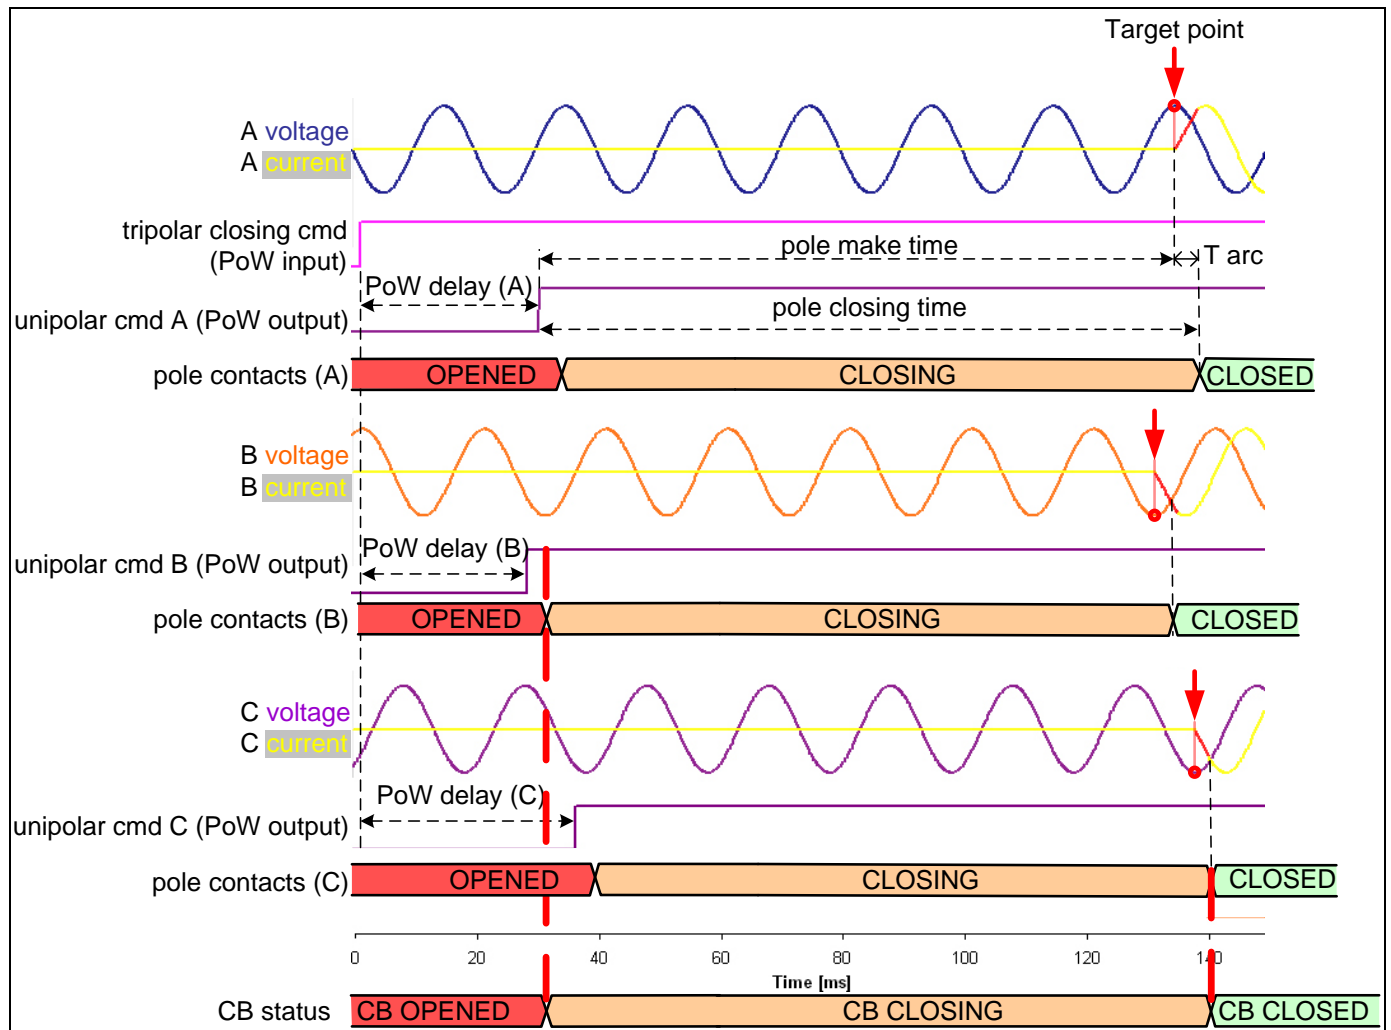 Target point
A voltage
A current
tripolar closing cmd
(PoW input)
pole make time
T arc
PoW delay (A)
pole closing time
unipolar cmd A (PoW output)
pole contacts (A)
OPENED
CLOSING
CLOSED
B voltage
B current
PoW delay (B)
unipolar cmd B (PoW output)
pole contacts (B)
OPENED
CLOSING
CLOSED
C voltage
C current
PoW delay (C)
unipolar cmd C (PoW output)
pole contacts (C)
OPENED
CLOSING
CLOSED
0 20 40 60 80 100 120 140
Time [ms]
CB status
CB OPENED
CB CLOSING
CB CLOSED